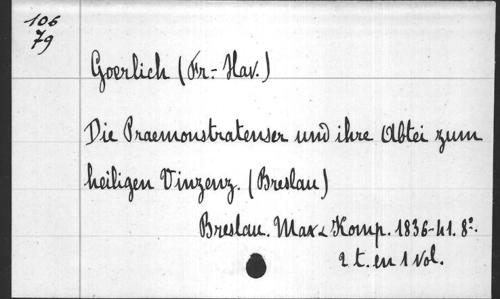 106
79
Goerlich (Fr.-Xav.)
Die Praemonstratenser und ihre Abtei zum
heiligen Vinzenz. (Breslau)
Breslau. Max & Komp. 1836-41. 8º.
2 t. en 1 vol.